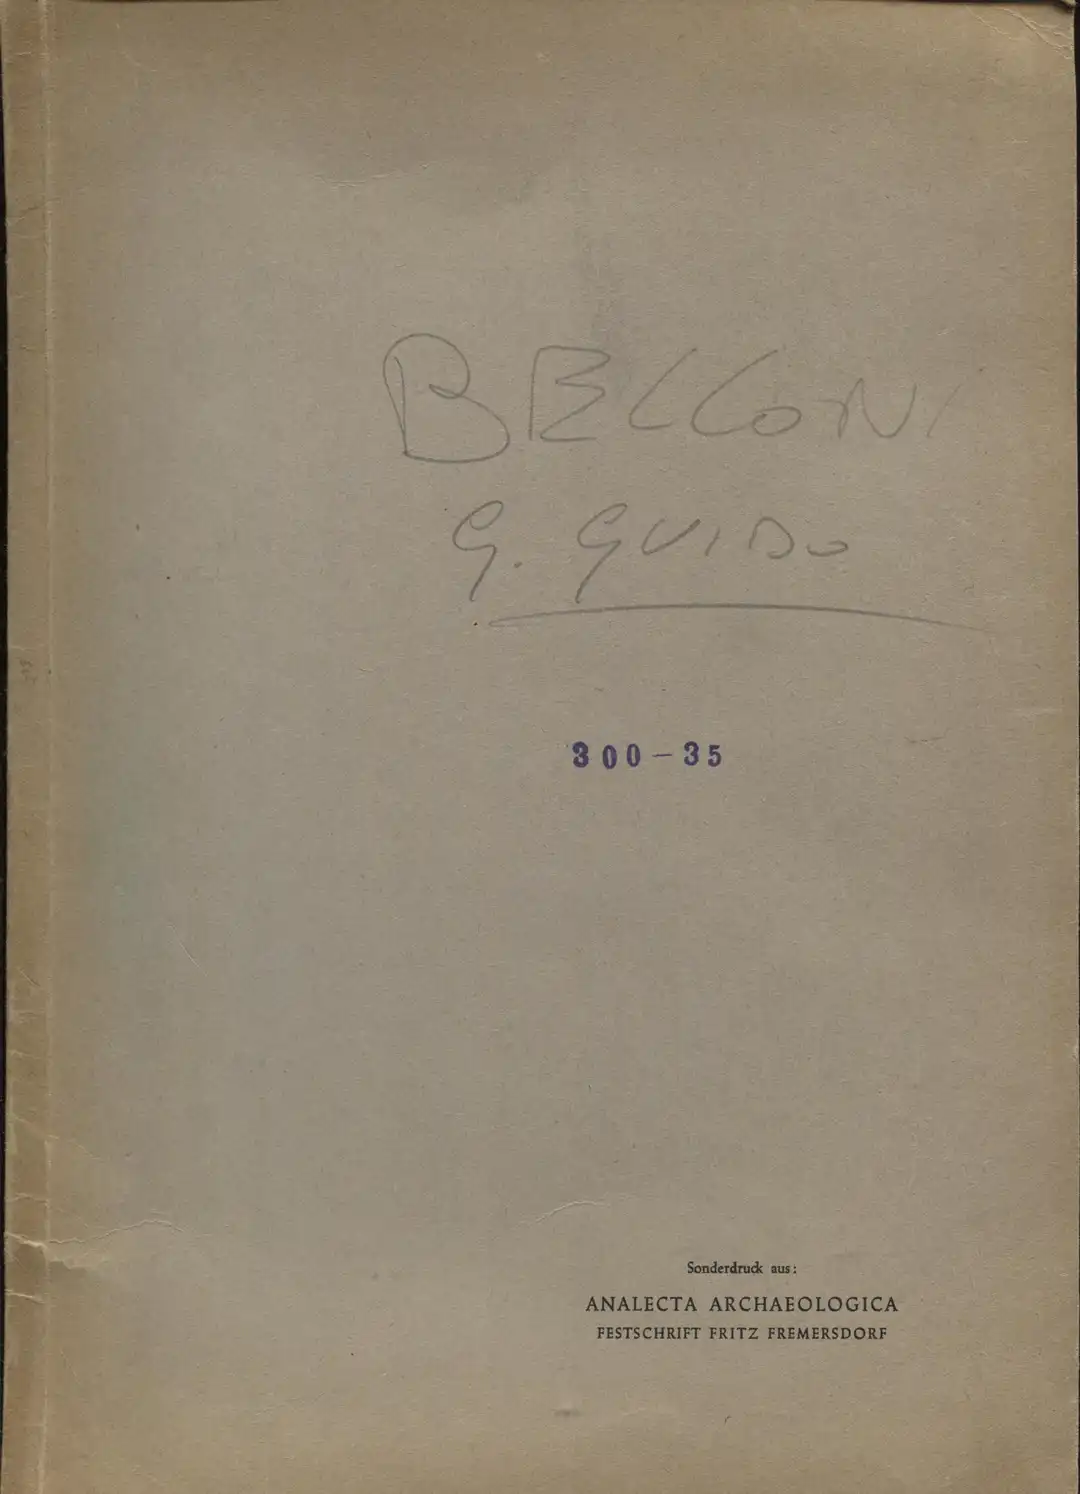 BELLONI
G. GUIDO
300-35
Sonderdruck aus:
ANALECTA ARCHAEOLOGICA
FESTSCHRIFT FRITZ FREMERSDORF